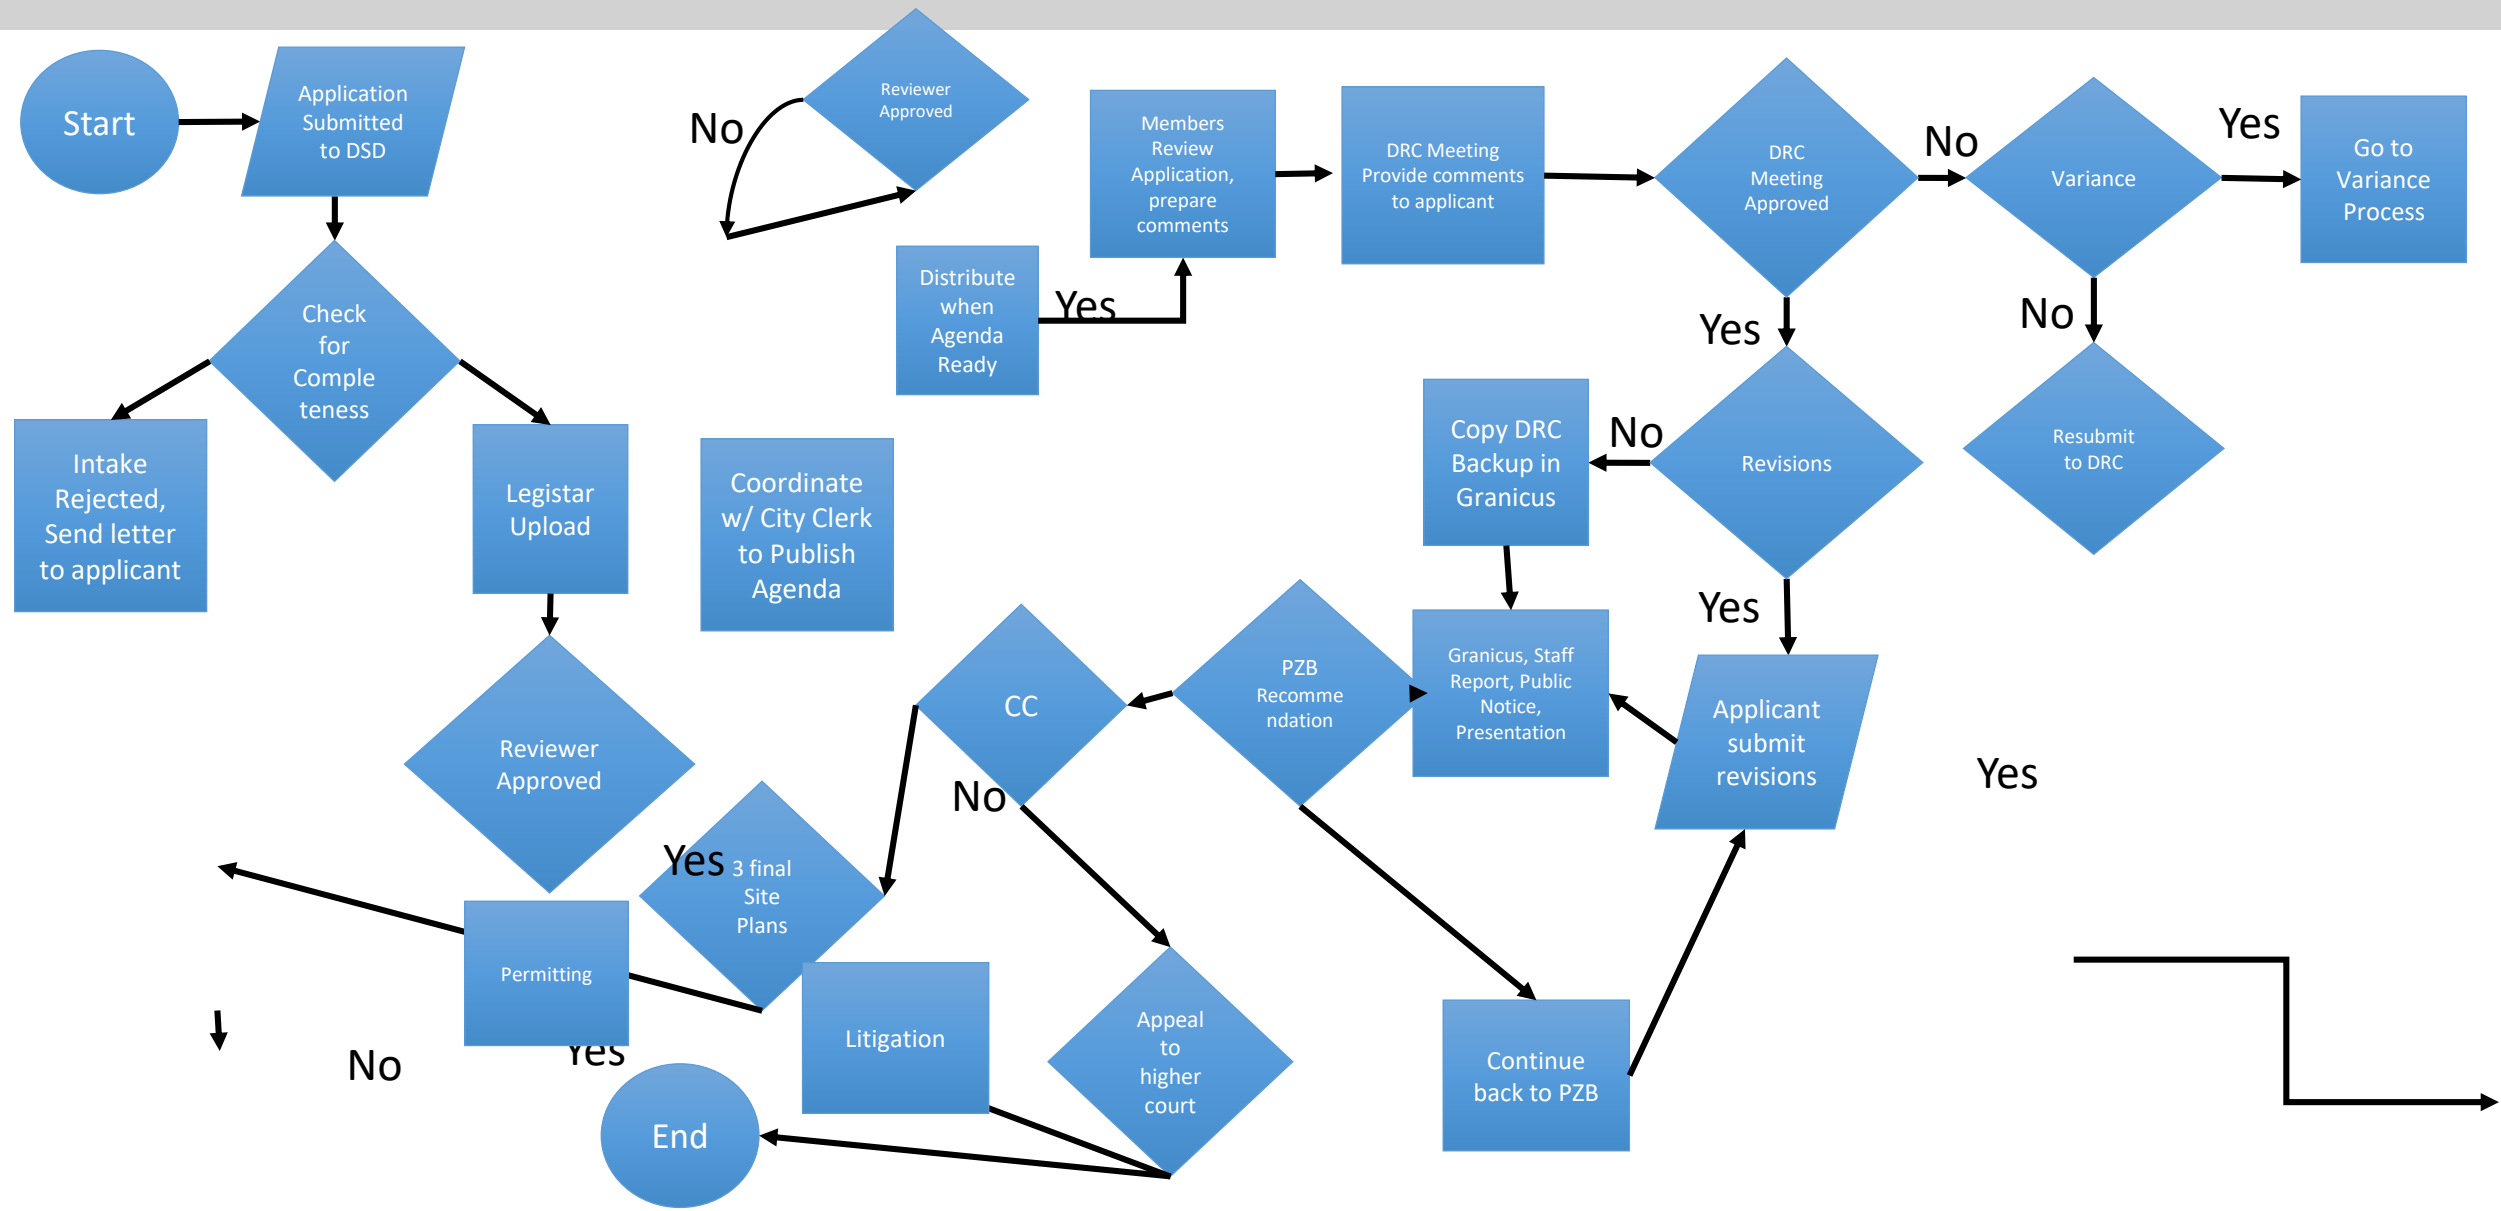 Start
Application
Submitted
to DSD
Reviewer
Approved
No
Members
Review
Application,
prepare
comments
DRC Meeting
Provide comments
to applicant
DRC
Meeting
Approved
No
Variance
Yes
Go to
Variance
Process
Check
for
Comple
teness
Distribute
when
Agenda
Ready
Yes
Yes
No
Intake
Rejected,
Send letter
to applicant
Legistar
Upload
Coordinate
w/ City Clerk
to Publish
Agenda
Copy DRC
Backup in
Granicus
No
Revisions
Resubmit
to DRC
Yes
Reviewer
Approved
CC
PZB
Recomme
ndation
Granicus, Staff
Report, Public
Notice,
Presentation
Applicant
submit
revisions
Yes
No
Yes
3 final
Site
Plans
Permitting
Litigation
Appeal
to
higher
court
Continue
back to PZB
No
Yes
End